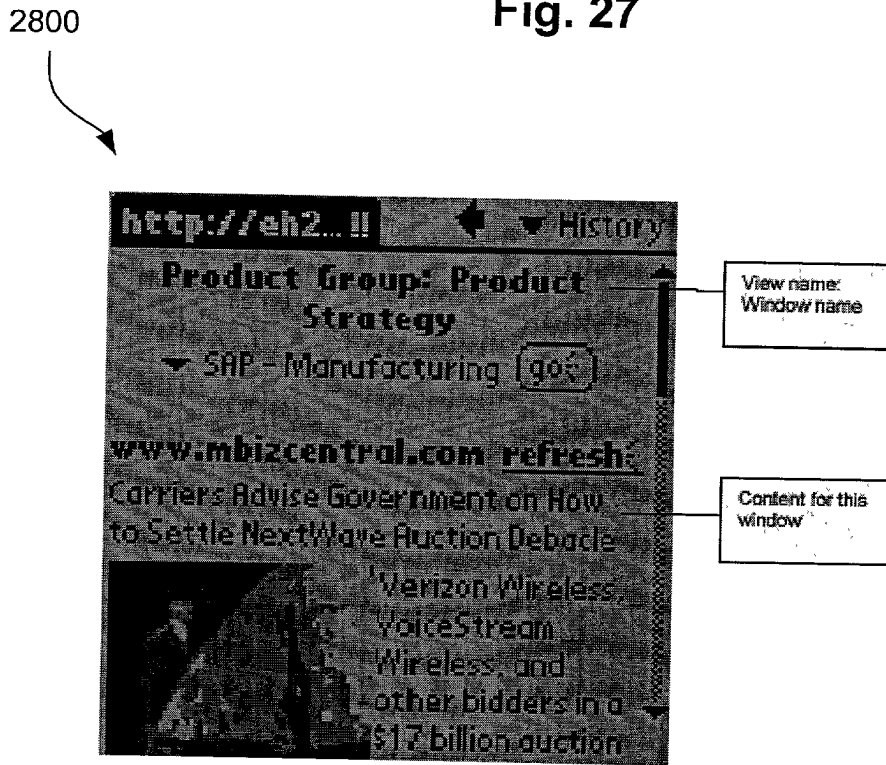 Fig. 27
2800
http://eh2... !!
History
Product Group: Product
Strategy
SAP - Manufacturing go
View name:
Window name
www.mbizcentral.com refresh
Carriers Advise Government on How
to Settle NextWave Auction Debacle
Content for this
window
Verizon Wireless,
VoiceStream
Wireless, and
other bidders in a
$17 billion auction